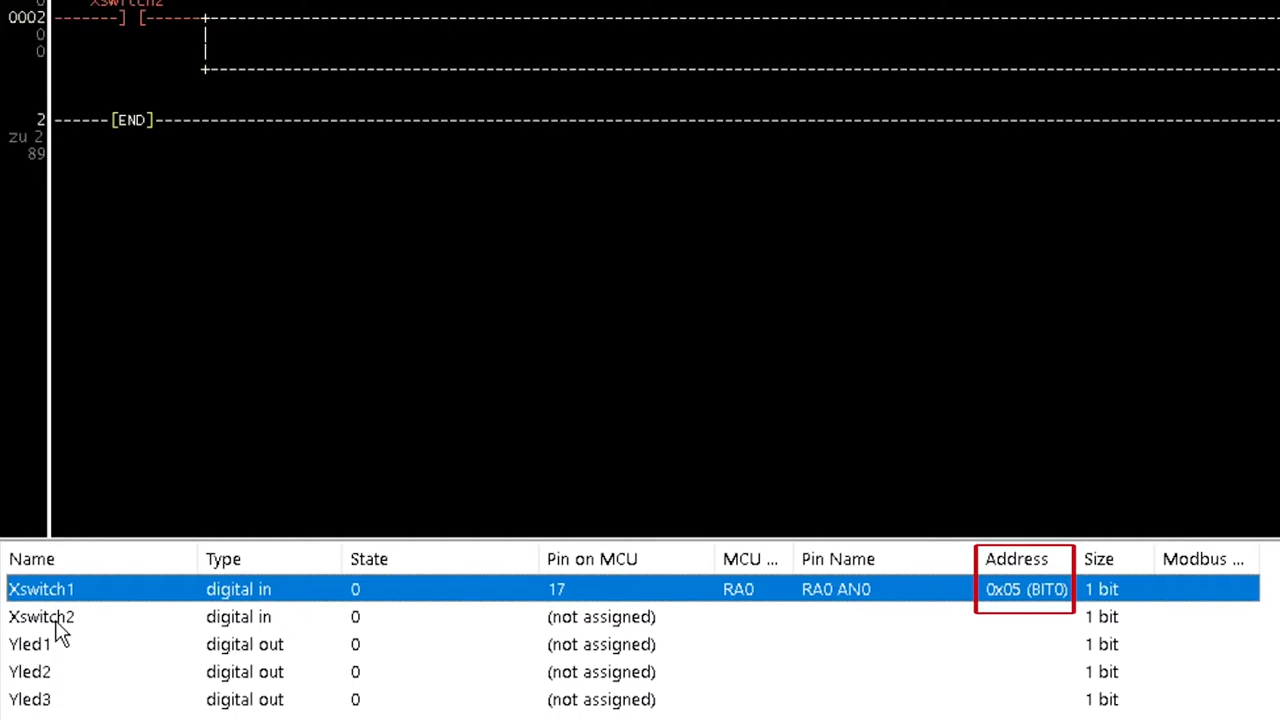 Xswitch2
0002 ------] [------+
0
0
2 ------[END]-
zu 2
89
Name Type State Pin on MCU MCU ... Pin Name Address Size Modbus ...
Xswitch1 digital in 0 17 RA0 RA0 AN0 0x05 (BIT0) 1 bit
Xswitch2 digital in 0 (not assigned) 1 bit
Yled1 digital out 0 (not assigned) 1 bit
Yled2 digital out 0 (not assigned) 1 bit
Yled3 digital out 0 (not assigned) 1 bit